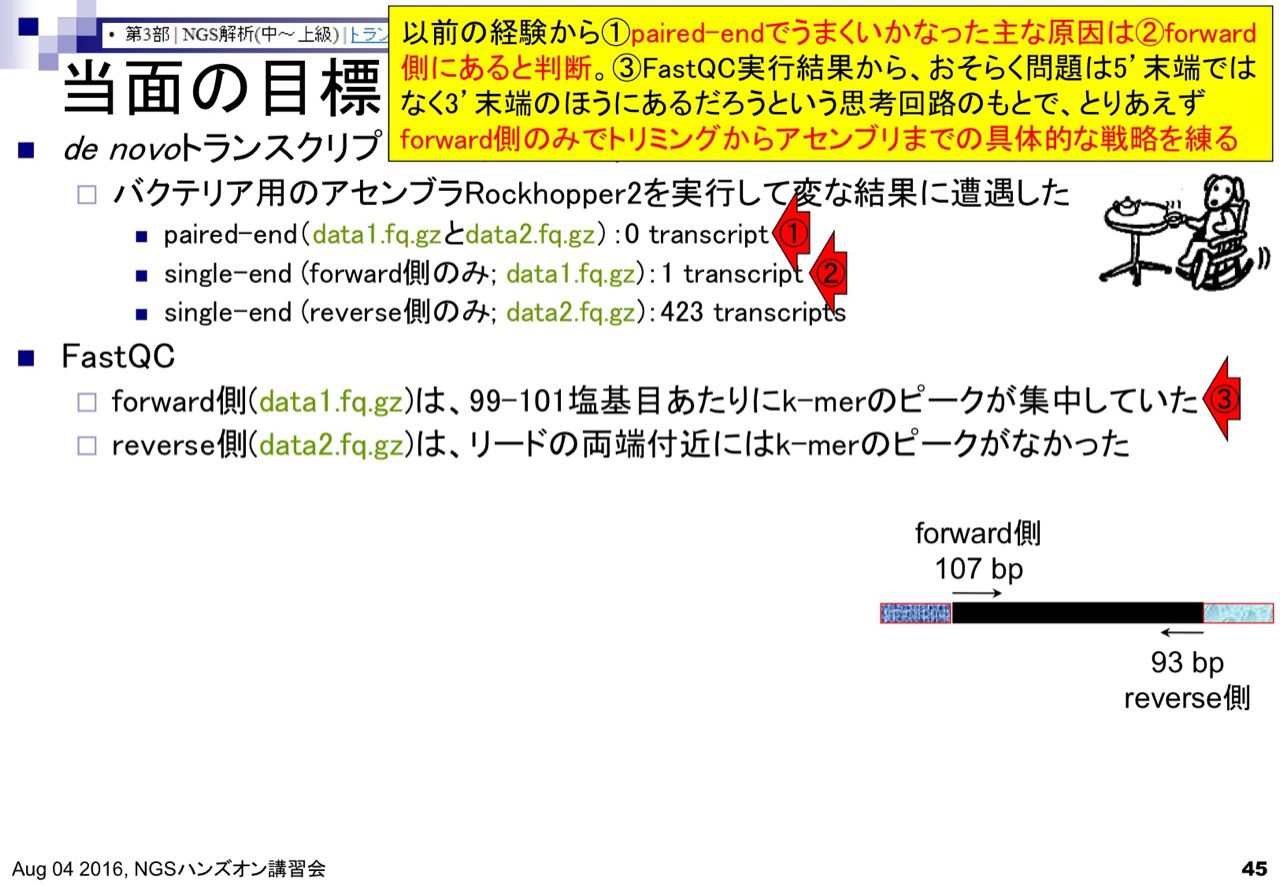 • 第3部 | NGS解析(中～上級) | トラン
当面の目標
以前の経験から①paired-endでうまくいかなった主な原因は②forward
側にあると判断。③FastQC実行結果から、おそらく問題は5’末端では
なく3’末端のほうにあるだろうという思考回路のもとで、とりあえず
forward側のみでトリミングからアセンブリまでの具体的な戦略を練る
de novoトランスクリプ
バクテリア用のアセンブラRockhopper2を実行して変な結果に遭遇した
paired-end(data1.fq.gzとdata2.fq.gz):0 transcript ①
single-end (forward側のみ; data1.fq.gz):1 transcript ②
single-end (reverse側のみ; data2.fq.gz):423 transcripts
FastQC
forward側(data1.fq.gz)は、99-101塩基目あたりにk-merのピークが集中していた ③
reverse側(data2.fq.gz)は、リードの両端付近にはk-merのピークがなかった
forward側
107 bp
93 bp
reverse側
Aug 04 2016, NGSハンズオン講習会
45